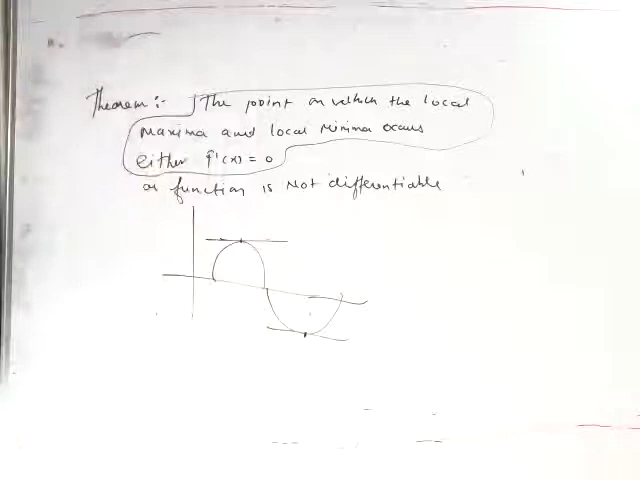 Theorem :- The point on which the local
maxima and local minima occurs
either f'(x) = 0
or function is Not differentiable